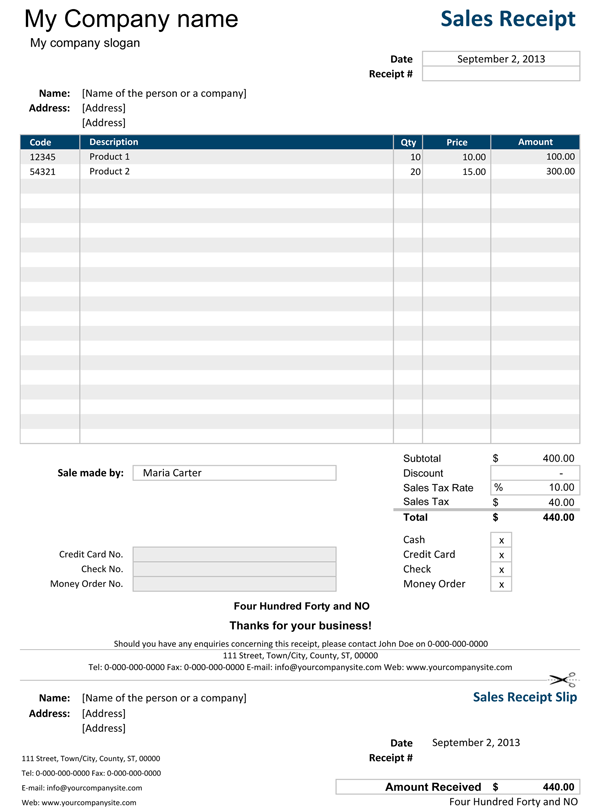 My Company name
Sales Receipt
My company slogan
Date September 2, 2013
Receipt #
Name: [Name of the person or a company]
Address: [Address]
[Address]
Code Description Qty Price Amount
12345 Product 1 10 10.00 100.00
54321 Product 2 20 15.00 300.00
Subtotal $ 400.00
Sale made by: Maria Carter Discount -
Sales Tax Rate % 10.00
Sales Tax $ 40.00
Total $ 440.00
Cash x
Credit Card No. Credit Card x
Check No. Check x
Money Order No. Money Order x
Four Hundred Forty and NO
Thanks for your business!
Should you have any enquiries concerning this receipt, please contact John Doe on 0-000-000-0000
111 Street, Town/City, County, ST, 00000
Tel: 0-000-000-0000 Fax: 0-000-000-0000 E-mail: info@yourcompanysite.com Web: www.yourcompanysite.com
Name: [Name of the person or a company] Sales Receipt Slip
Address: [Address]
[Address]
Date September 2, 2013
111 Street, Town/City, County, ST, 00000 Receipt #
Tel: 0-000-000-0000 Fax: 0-000-000-0000
E-mail: info@yourcompanysite.com Amount Received $ 440.00
Web: www.yourcompanysite.com Four Hundred Forty and NO